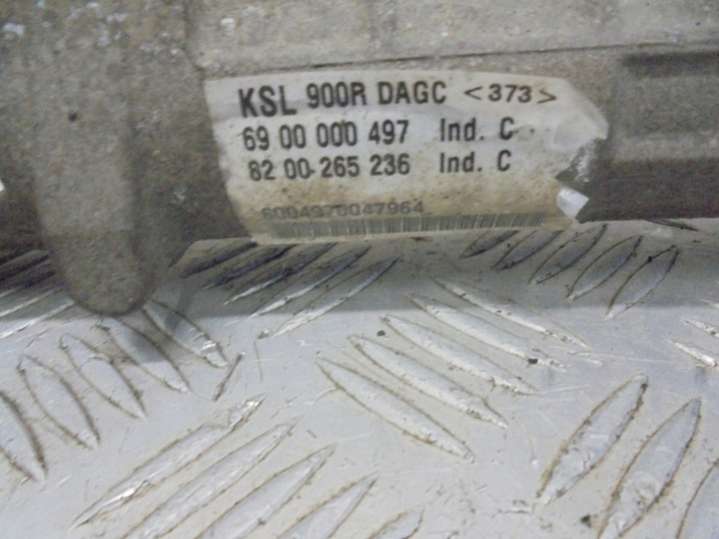 KSL 900R DAGC <373>
69 00 000 497 Ind. C
82 00 265 236 Ind. C
6004970047964